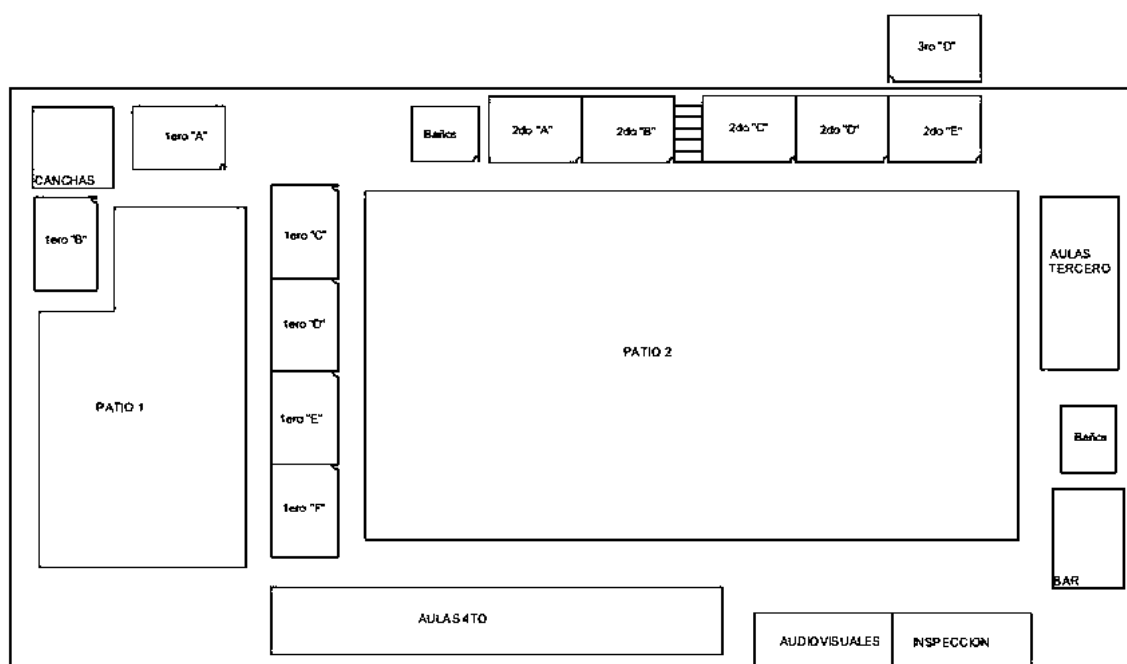 3ro "D"
1ero "A"
Baños
2do "A"
2do "B"
2do "C"
2do "D"
2do "E"
CANCHAS
1ero "B"
1ero "C"
AULAS
TERCERO
1ero "D"
PATIO 2
PATIO 1
1ero "E"
Baños
1ero "F"
BAR
AULAS 4TO
AUDIOVISUALES
INSPECCION